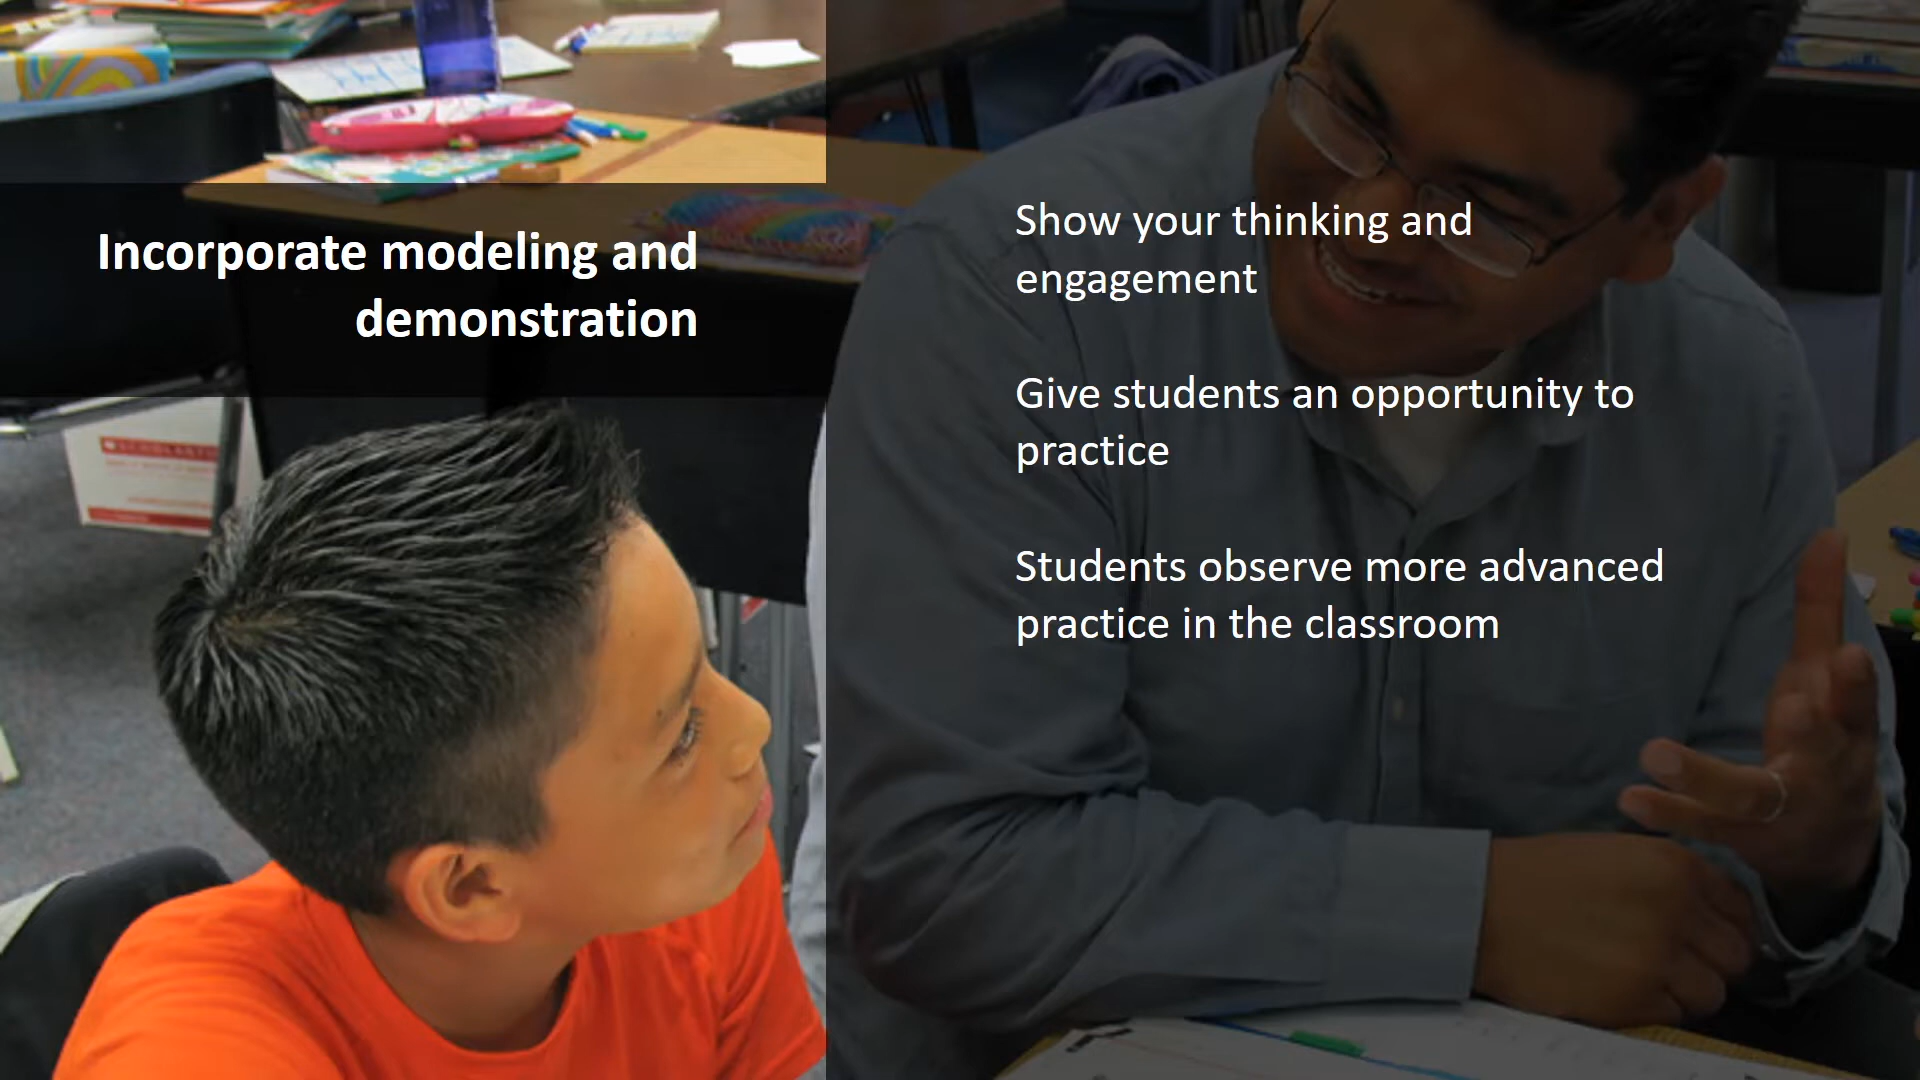 Incorporate modeling and
demonstration
Show your thinking and
engagement
Give students an opportunity to
practice
Students observe more advanced
practice in the classroom